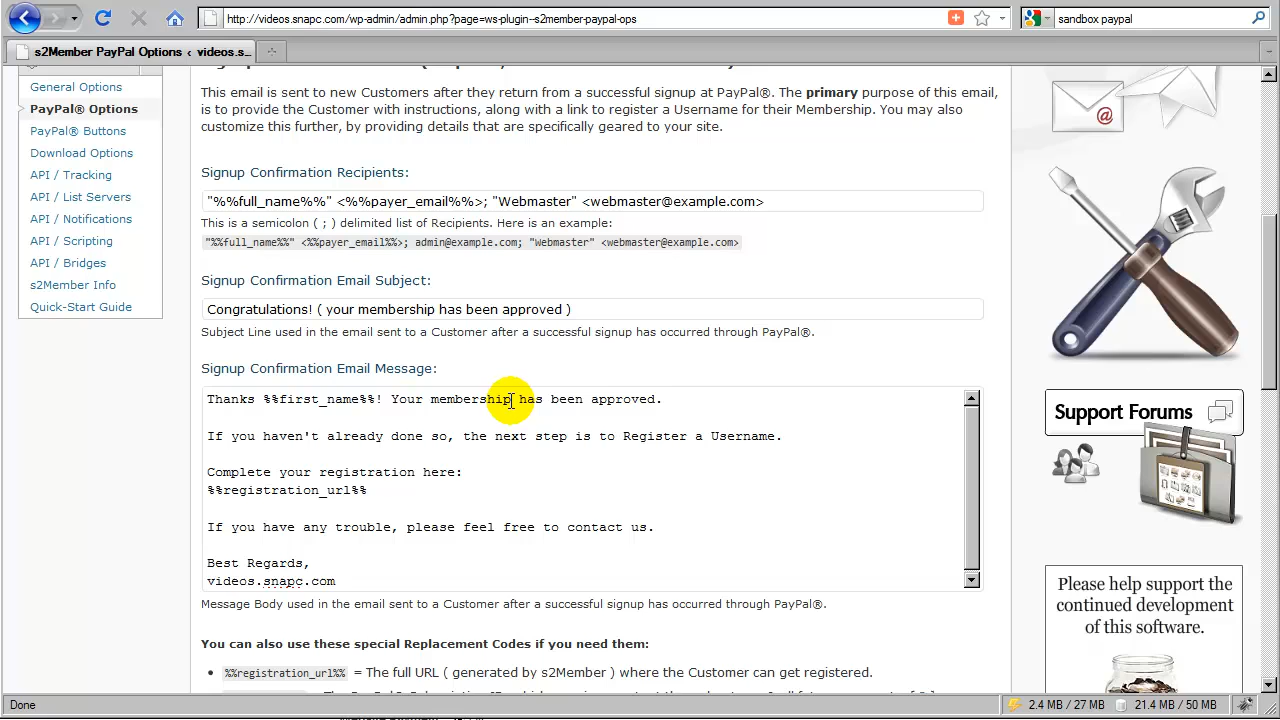 http://videos.snapc.com/wp-admin/admin.php?page=ws-plugin--s2member-paypal-ops
sandbox paypal
s2Member PayPal Options ‹ videos.s...
General Options
PayPal® Options
PayPal® Buttons
Download Options
API / Tracking
API / List Servers
API / Notifications
API / Scripting
API / Bridges
s2Member Info
Quick-Start Guide
This email is sent to new Customers after they return from a successful signup at PayPal®. The primary purpose of this email,
is to provide the Customer with instructions, along with a link to register a Username for their Membership. You may also
customize this further, by providing details that are specifically geared to your site.
Signup Confirmation Recipients:
"%%full_name%%" <%%payer_email%%>; "Webmaster" <webmaster@example.com>
This is a semicolon ( ; ) delimited list of Recipients. Here is an example:
"%%full_name%%" <%%payer_email%%>; admin@example.com; "Webmaster" <webmaster@example.com>
Signup Confirmation Email Subject:
Congratulations! ( your membership has been approved )
Subject Line used in the email sent to a Customer after a successful signup has occurred through PayPal®.
Signup Confirmation Email Message:
Thanks %%first_name%%! Your membership has been approved.
If you haven't already done so, the next step is to Register a Username.
Complete your registration here:
%%registration_url%%
If you have any trouble, please feel free to contact us.
Best Regards,
videos.snapc.com
Message Body used in the email sent to a Customer after a successful signup has occurred through PayPal®.
You can also use these special Replacement Codes if you need them:
%%registration_url%% = The full URL ( generated by s2Member ) where the Customer can get registered.
@
Support Forums
Please help support the
continued development
of this software.
Done
2.4 MB / 27 MB
21.4 MB / 50 MB